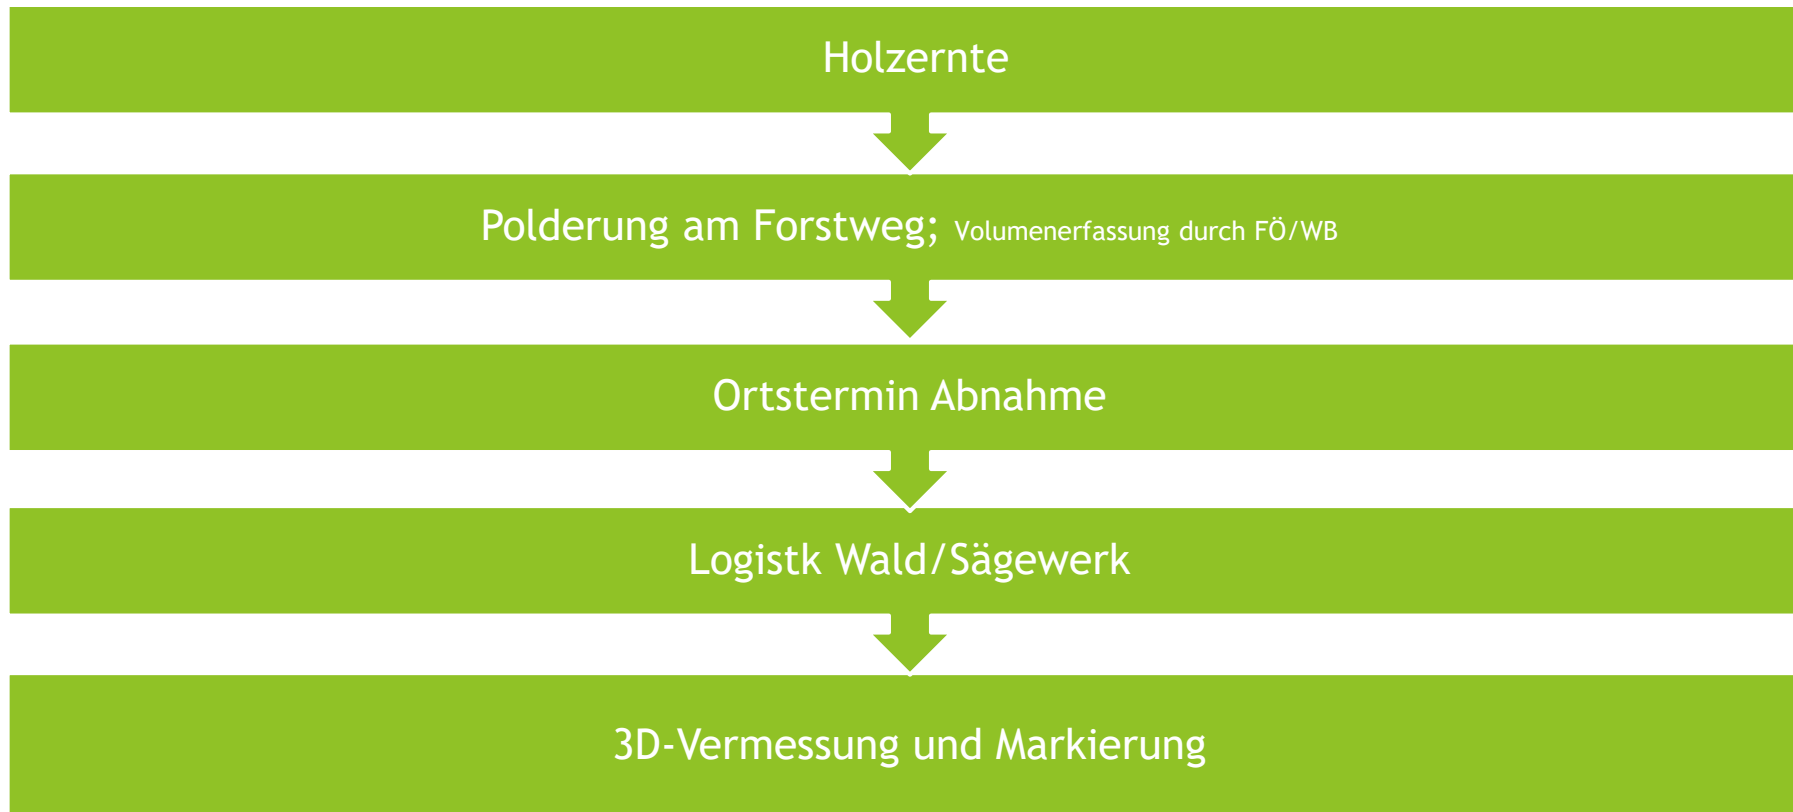 Holzernte
Polderung am Forstweg; Volumenerfassung durch FÖ/WB
Ortstermin Abnahme
Logistk Wald/Sägewerk
3D-Vermessung und Markierung